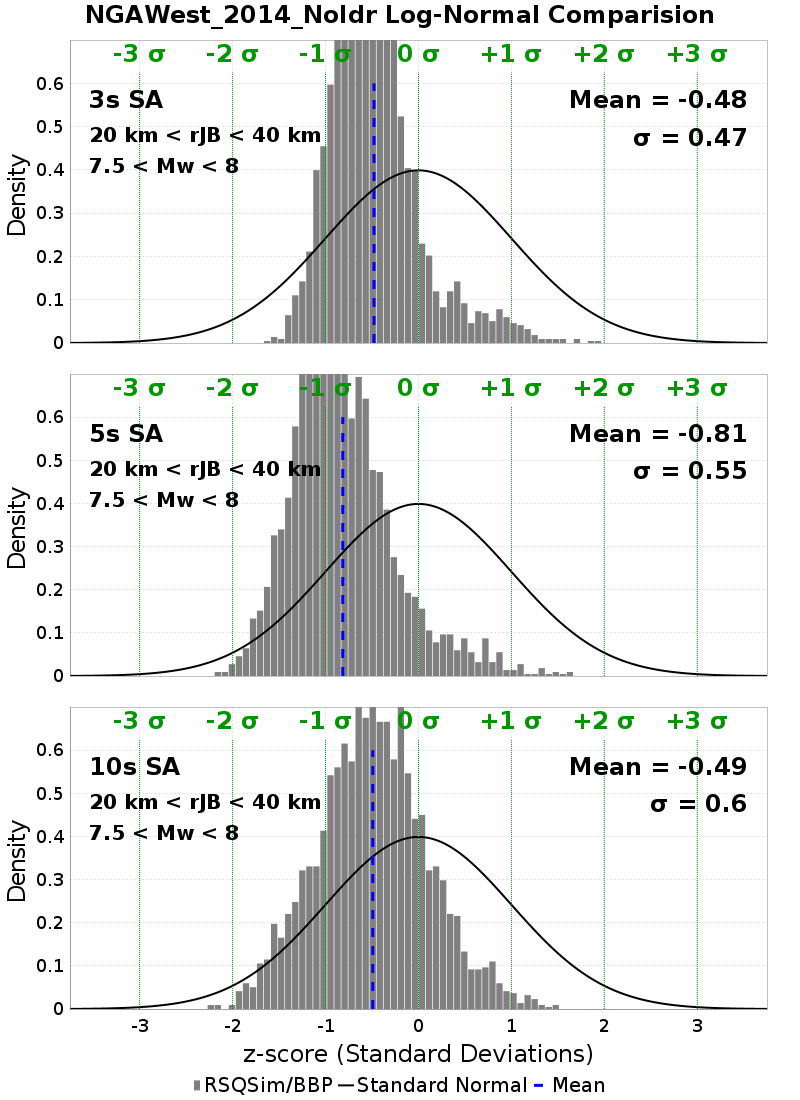 NGAWest_2014_NoIdr Log-Normal Comparision
-3 σ -2 σ -1 σ 0 σ +1 σ +2 σ +3 σ
3s SA Mean = -0.48
20 km < rJB < 40 km σ = 0.47
7.5 < Mw < 8
0.6
0.5
0.4
0.3
0.2
0.1
0
Density
-3 σ -2 σ -1 σ 0 σ +1 σ +2 σ +3 σ
5s SA Mean = -0.81
20 km < rJB < 40 km σ = 0.55
7.5 < Mw < 8
0.6
0.5
0.4
0.3
0.2
0.1
0
Density
-3 σ -2 σ -1 σ 0 σ +1 σ +2 σ +3 σ
10s SA Mean = -0.49
20 km < rJB < 40 km σ = 0.6
7.5 < Mw < 8
0.6
0.5
0.4
0.3
0.2
0.1
0
Density
-3 -2 -1 0 1 2 3
z-score (Standard Deviations)
RSQSim/BBP Standard Normal Mean